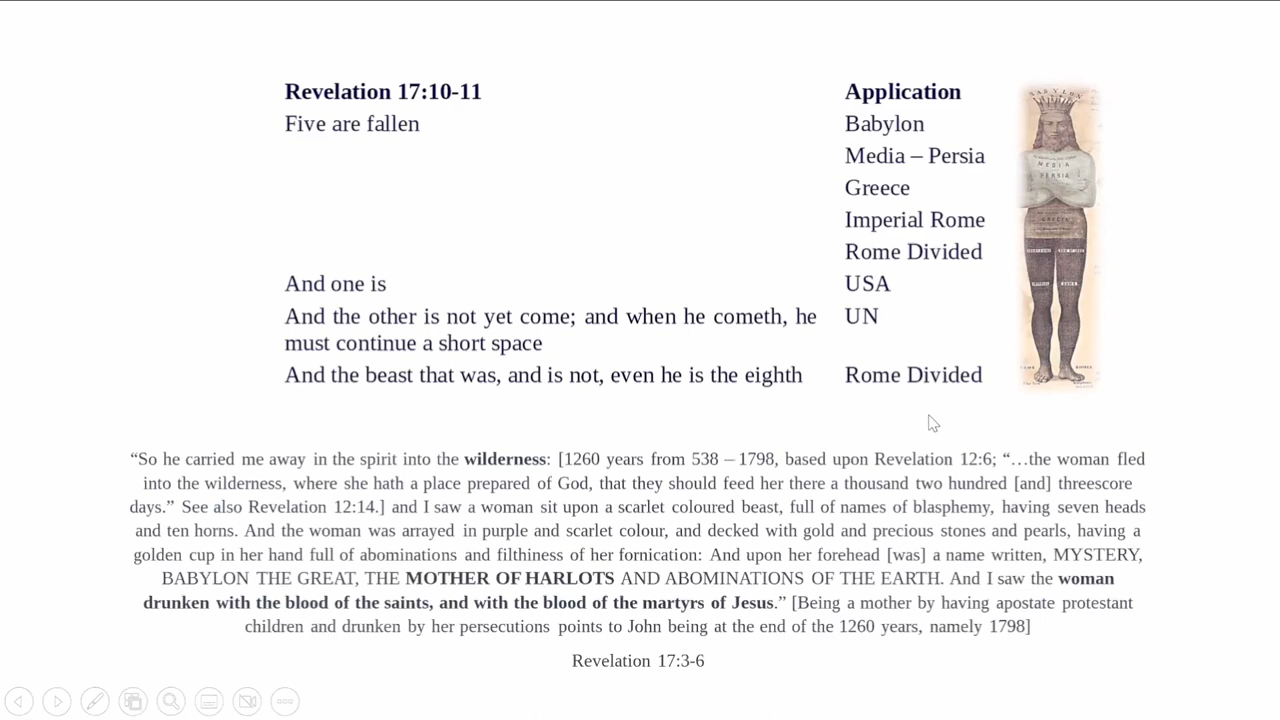 Revelation 17:10-11 Application
Five are fallen Babylon
Media – Persia
Greece
Imperial Rome
Rome Divided
And one is USA
And the other is not yet come; and when he cometh, he UN
must continue a short space
And the beast that was, and is not, even he is the eighth Rome Divided
BABYLON
MEDIA
PERSIA
“So he carried me away in the spirit into the wilderness: [1260 years from 538 – 1798, based upon Revelation 12:6; “…the woman fled
into the wilderness, where she hath a place prepared of God, that they should feed her there a thousand two hundred [and] threescore
days.” See also Revelation 12:14.] and I saw a woman sit upon a scarlet coloured beast, full of names of blasphemy, having seven heads
and ten horns. And the woman was arrayed in purple and scarlet colour, and decked with gold and precious stones and pearls, having a
golden cup in her hand full of abominations and filthiness of her fornication: And upon her forehead [was] a name written, MYSTERY,
BABYLON THE GREAT, THE MOTHER OF HARLOTS AND ABOMINATIONS OF THE EARTH. And I saw the woman
drunken with the blood of the saints, and with the blood of the martyrs of Jesus.” [Being a mother by having apostate protestant
children and drunken by her persecutions points to John being at the end of the 1260 years, namely 1798]
Revelation 17:3-6